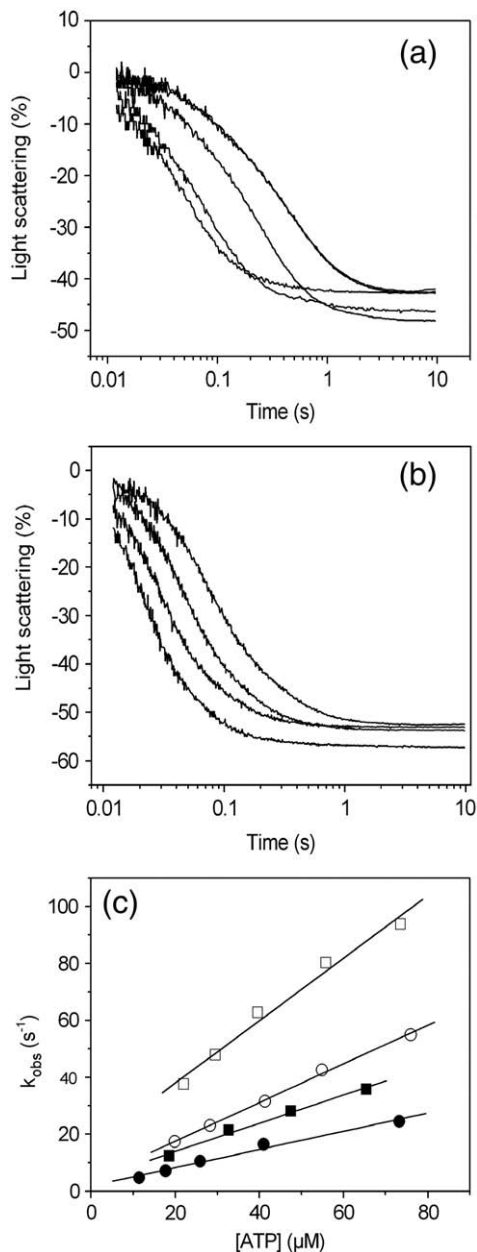 (a)
10
0
-10
-20
-30
-40
-50
Light scattering (%)
0.01 0.1 1 10
Time (s)
(b)
0
-10
-20
-30
-40
-50
-60
Light scattering (%)
0.01 0.1 1 10
Time (s)
(c)
100
80
60
40
20
0
k_obs (s⁻¹)
0 20 40 60 80
[ATP] (µM)